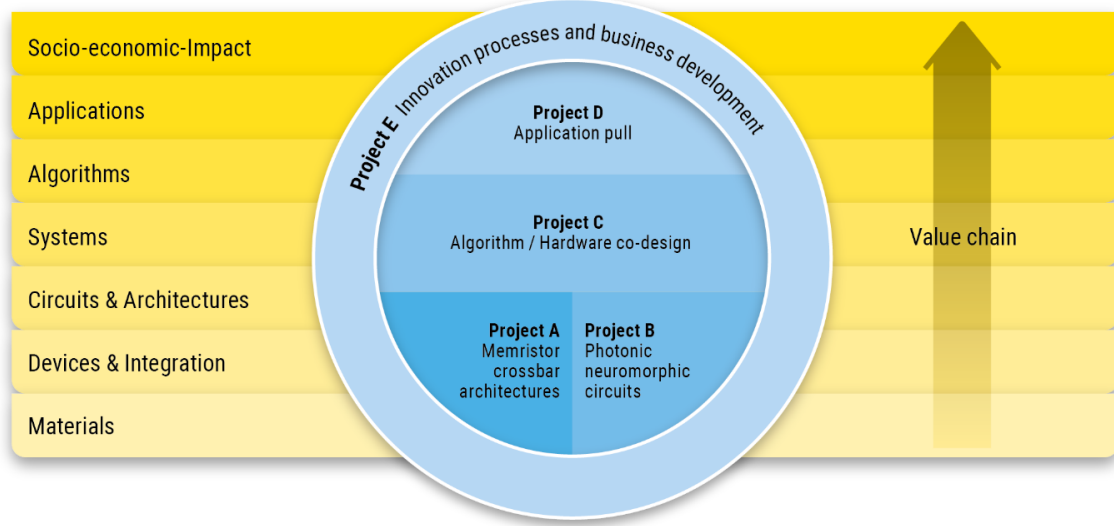 Socio-economic-Impact
Applications
Algorithms
Systems
Circuits & Architectures
Devices & Integration
Materials
Project E Innovation processes and business development
Project D
Application pull
Project C
Algorithm / Hardware co-design
Project A
Memristor
crossbar
architectures
Project B
Photonic
neuromorphic
circuits
Value chain